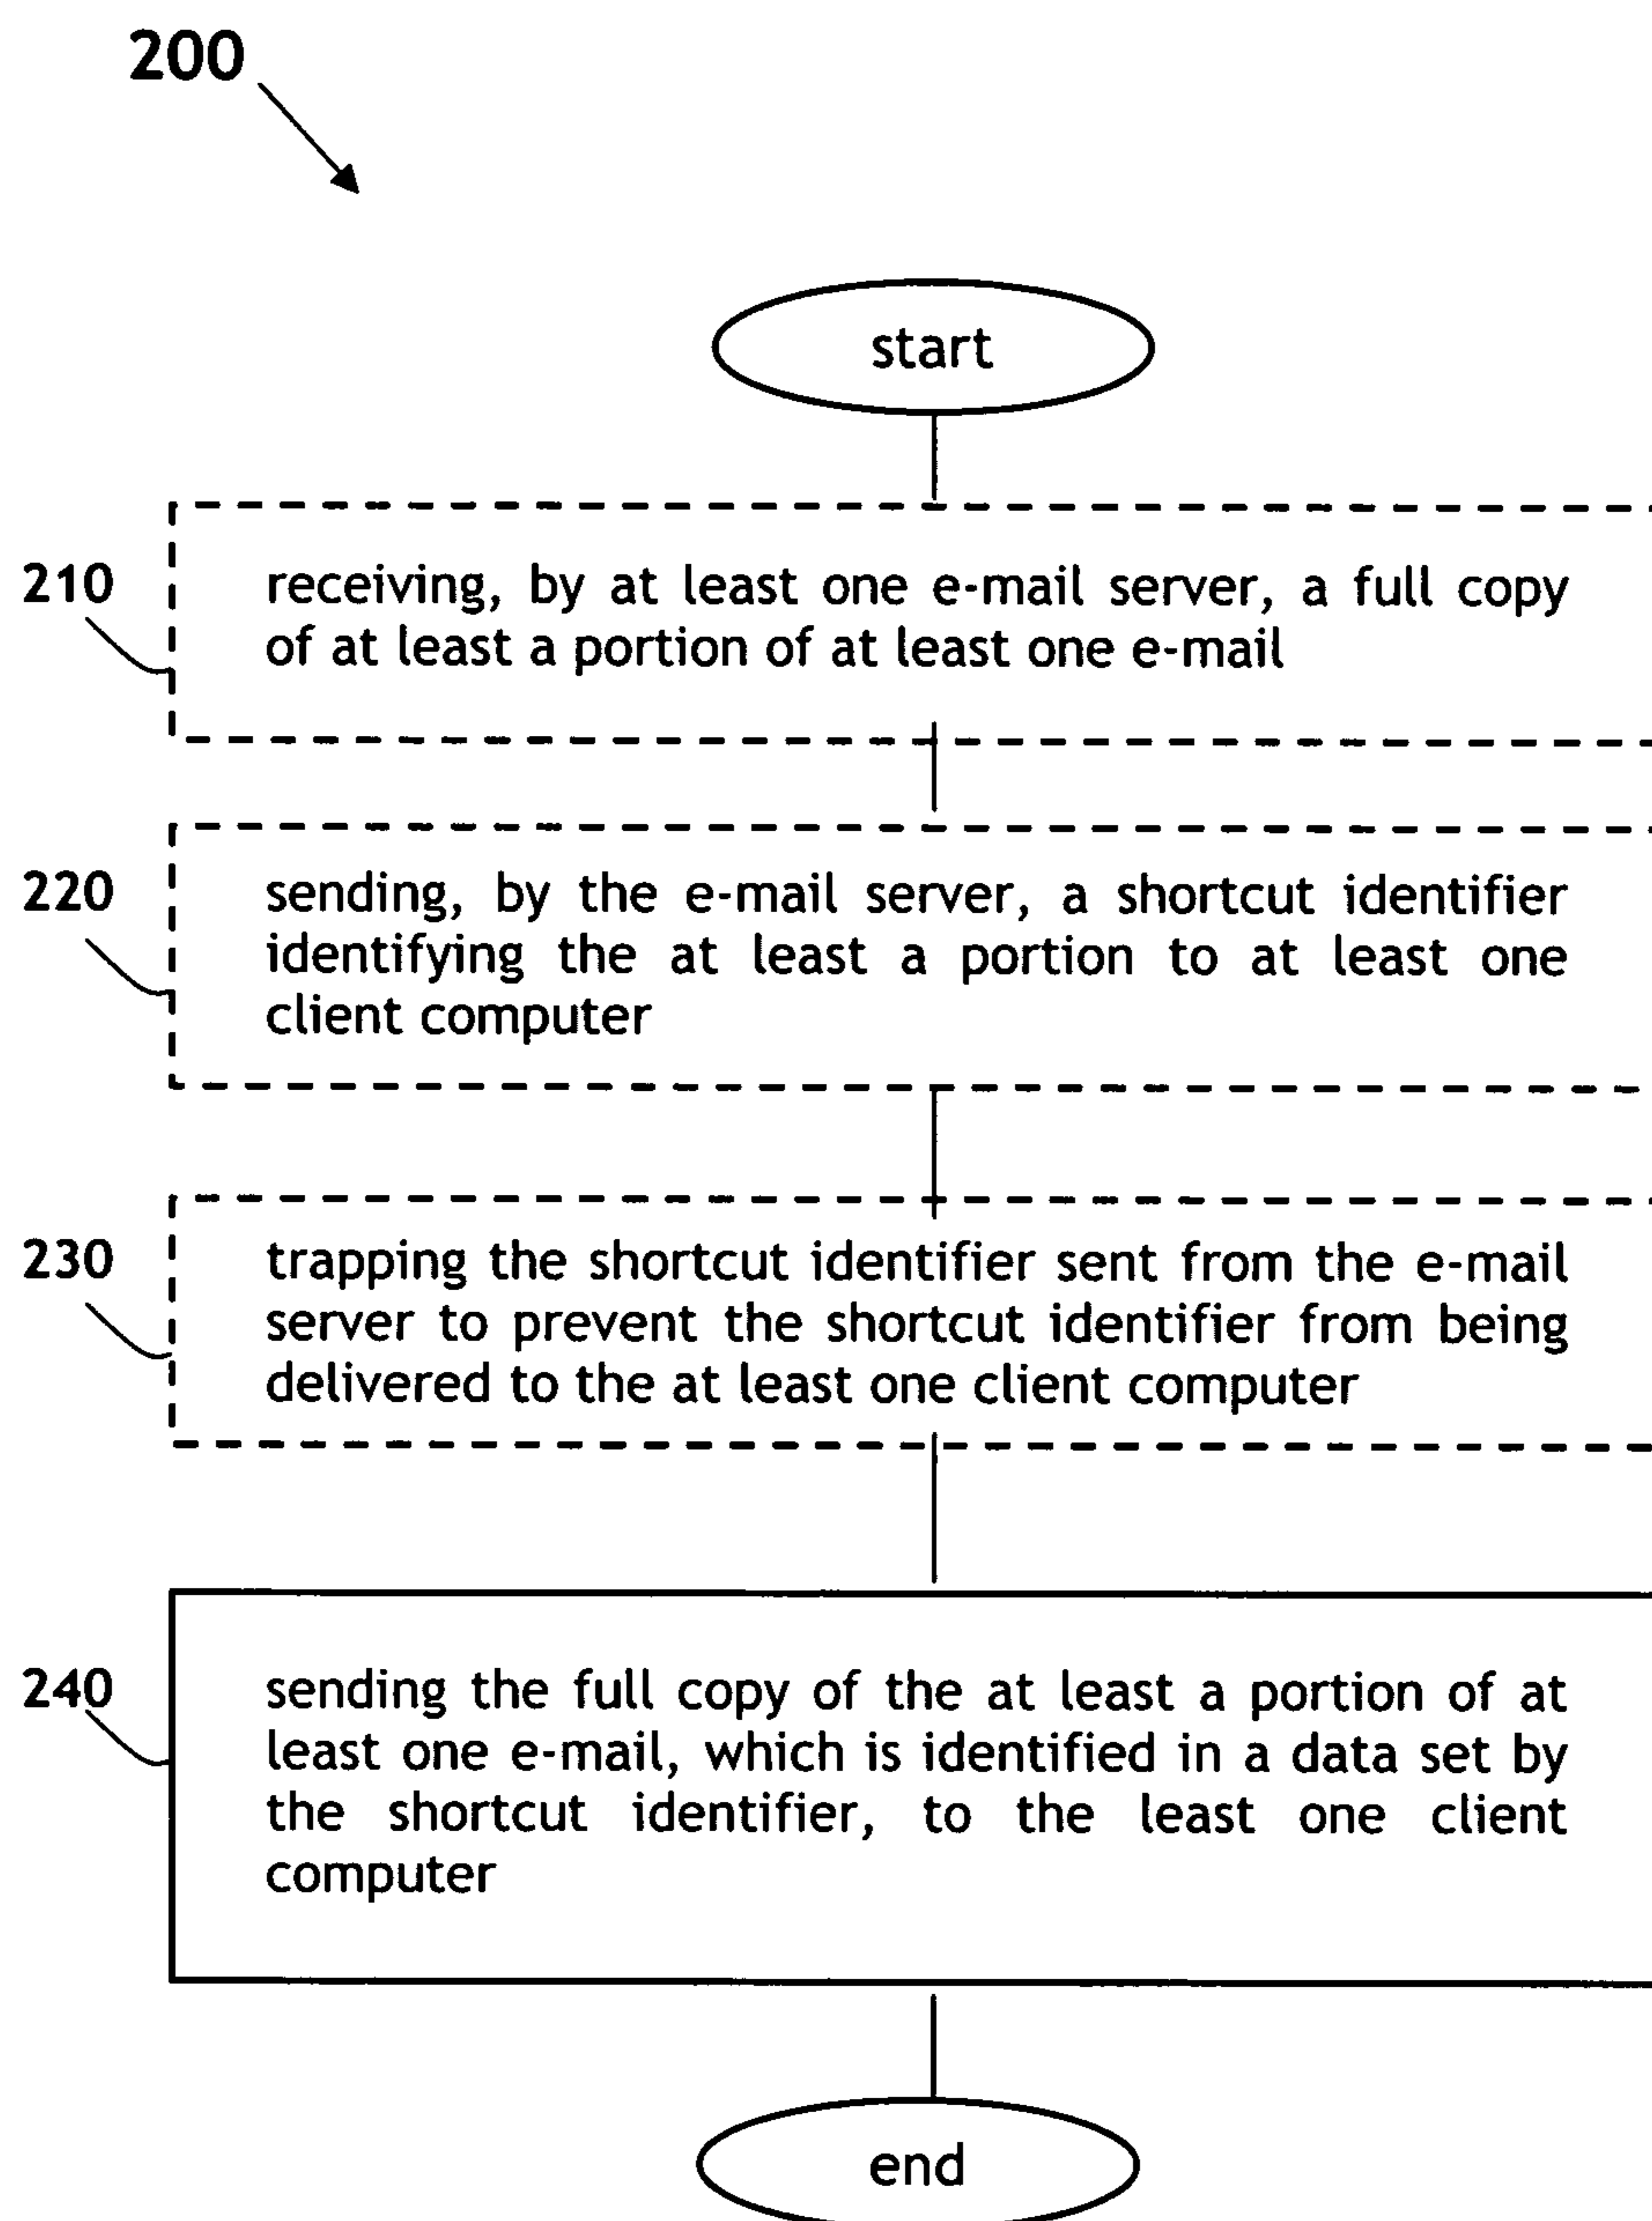 200
start
210
receiving, by at least one e-mail server, a full copy
of at least a portion of at least one e-mail
220
sending, by the e-mail server, a shortcut identifier
identifying the at least a portion to at least one
client computer
230
trapping the shortcut identifier sent from the e-mail
server to prevent the shortcut identifier from being
delivered to the at least one client computer
240
sending the full copy of the at least a portion of at
least one e-mail, which is identified in a data set by
the shortcut identifier, to the least one client
computer
end